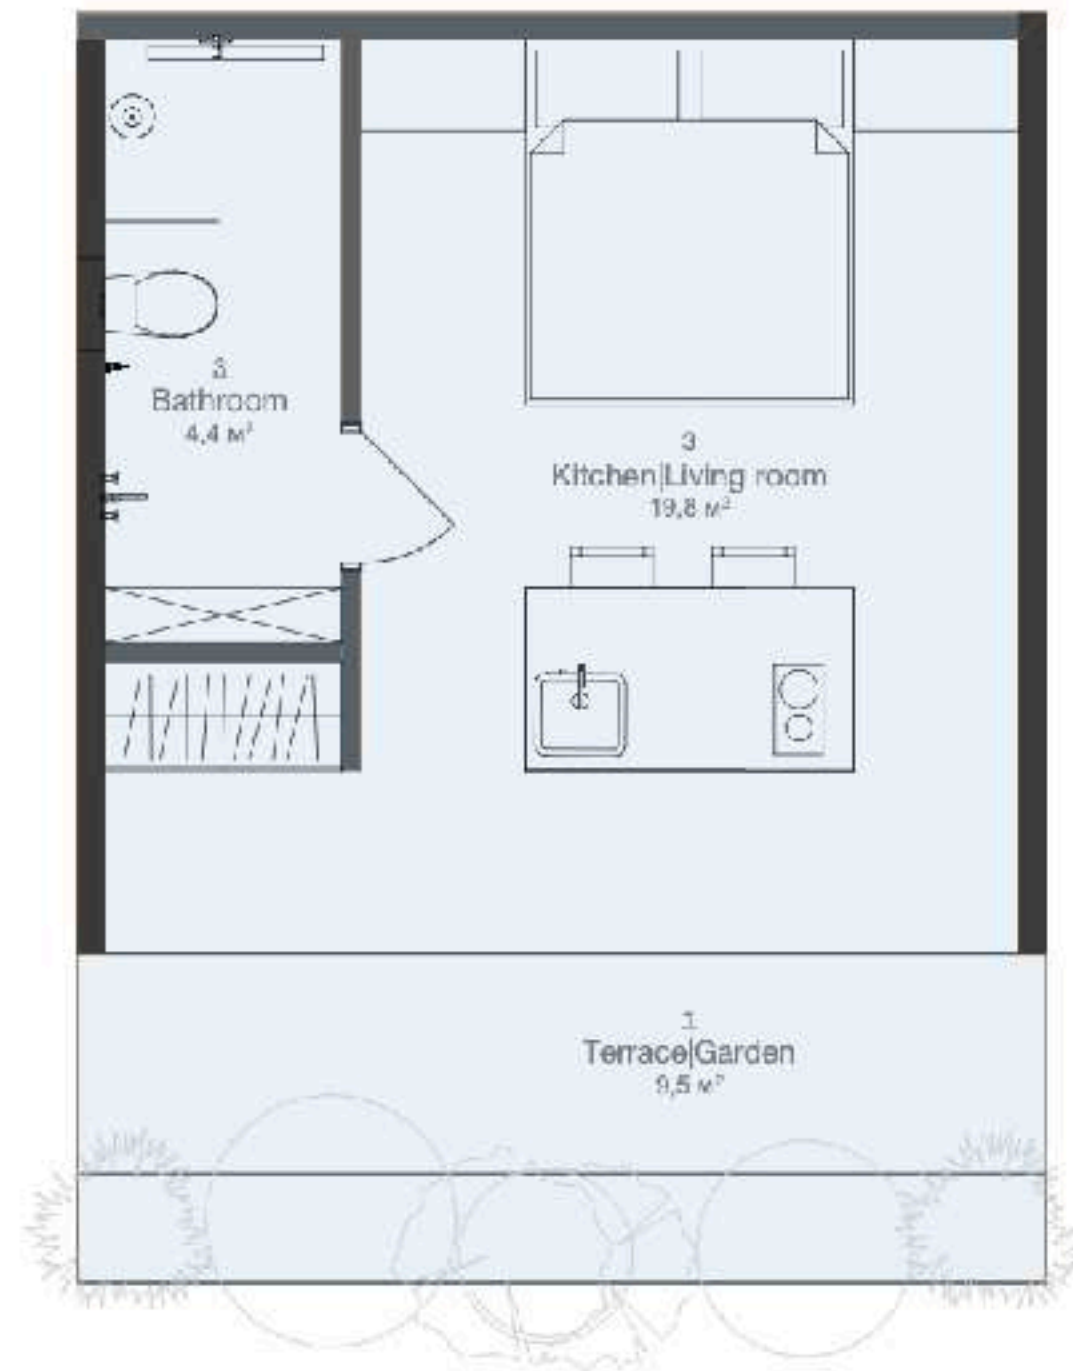 3
Bathroom
4,4 м²
3
Kitchen|Living room
19,8 м²
1
Terrace|Garden
9,5 м²